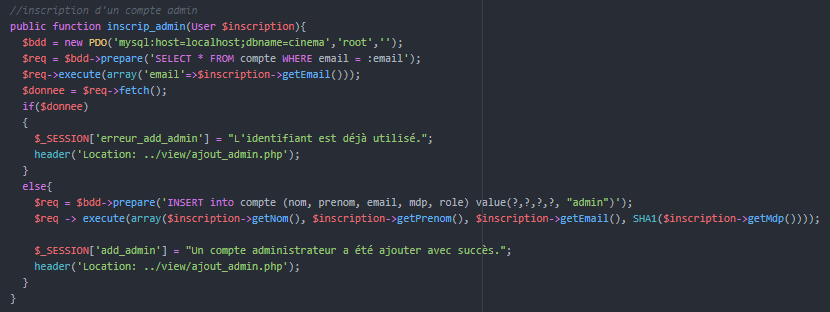 //inscription d'un compte admin
public function inscrip_admin(User $inscription){
$bdd = new PDO('mysql:host=localhost;dbname=cinema','root','');
$req = $bdd->prepare('SELECT * FROM compte WHERE email = :email');
$req->execute(array('email'=>$inscription->getEmail()));
$donnee = $req->fetch();
if($donnee)
{
$_SESSION['erreur_add_admin'] = "L'identifiant est déjà utilisé.";
header('Location: ../view/ajout_admin.php');
}
else{
$req = $bdd->prepare('INSERT into compte (nom, prenom, email, mdp, role) value(?,?,?,?, "admin")');
$req -> execute(array($inscription->getNom(), $inscription->getPrenom(), $inscription->getEmail(), SHA1($inscription->getMdp())));
$_SESSION['add_admin'] = "Un compte administrateur a été ajouter avec succès.";
header('Location: ../view/ajout_admin.php');
}
}